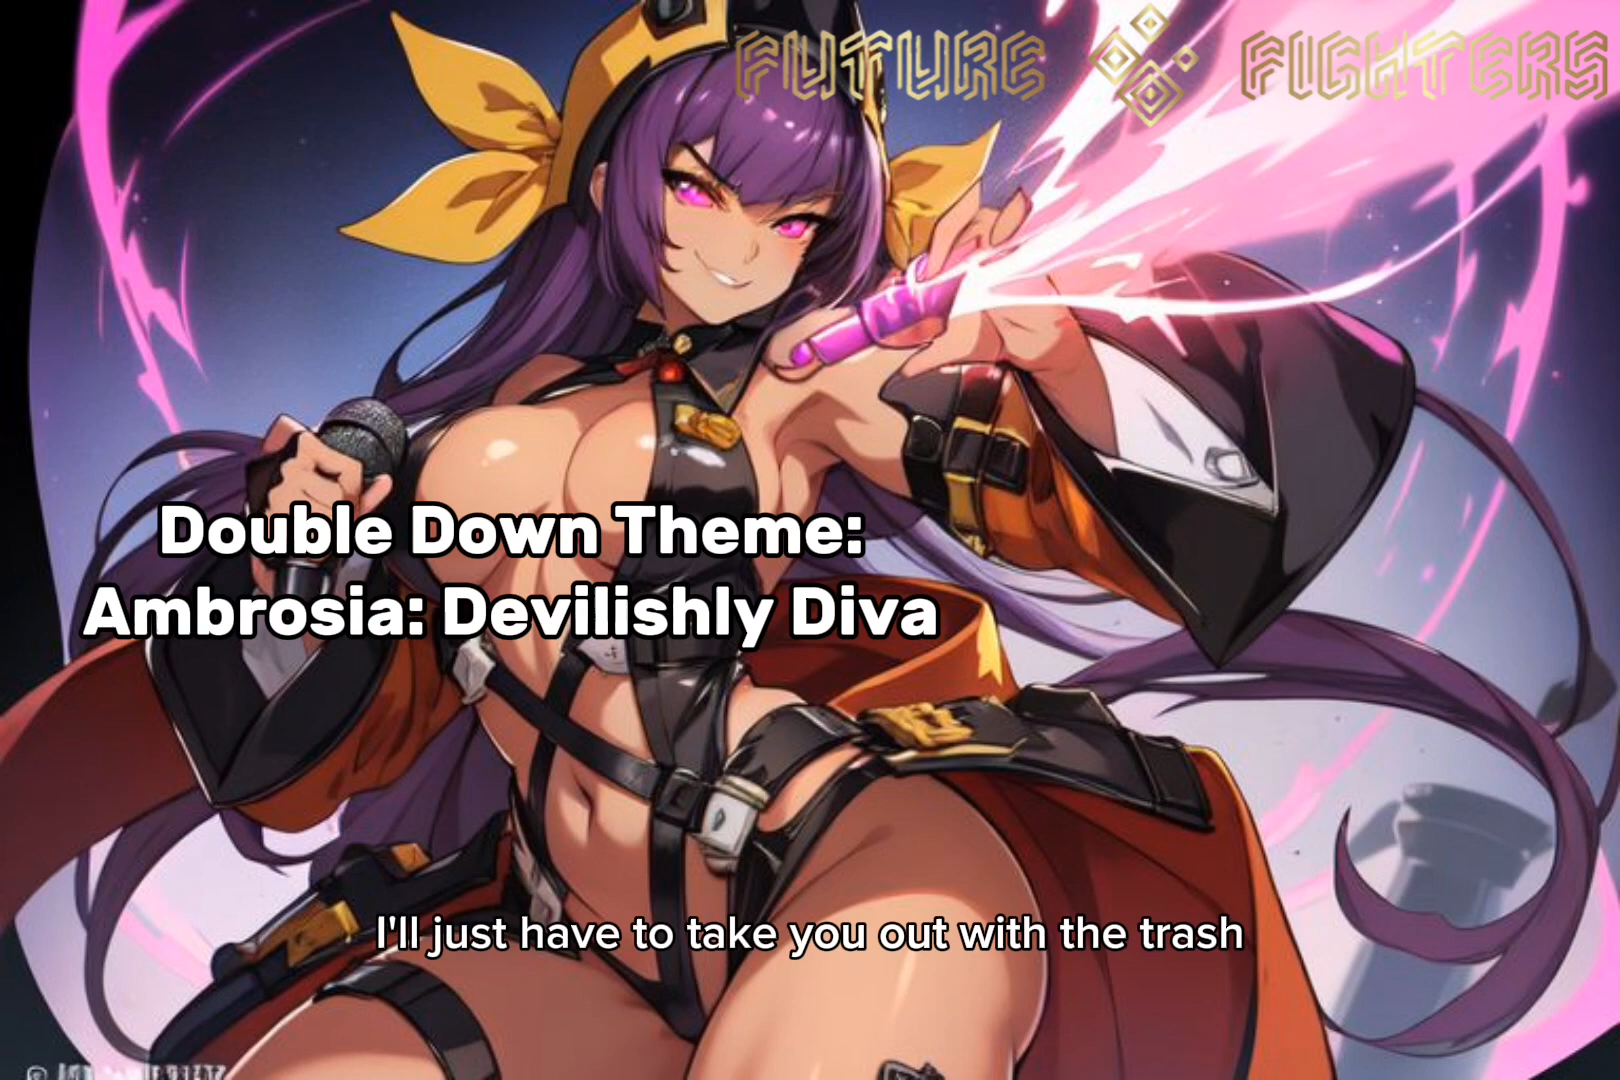 FUTURE FIGHTERS
Double Down Theme:
Ambrosia: Devilishly Diva
I'll just have to take you out with the trash